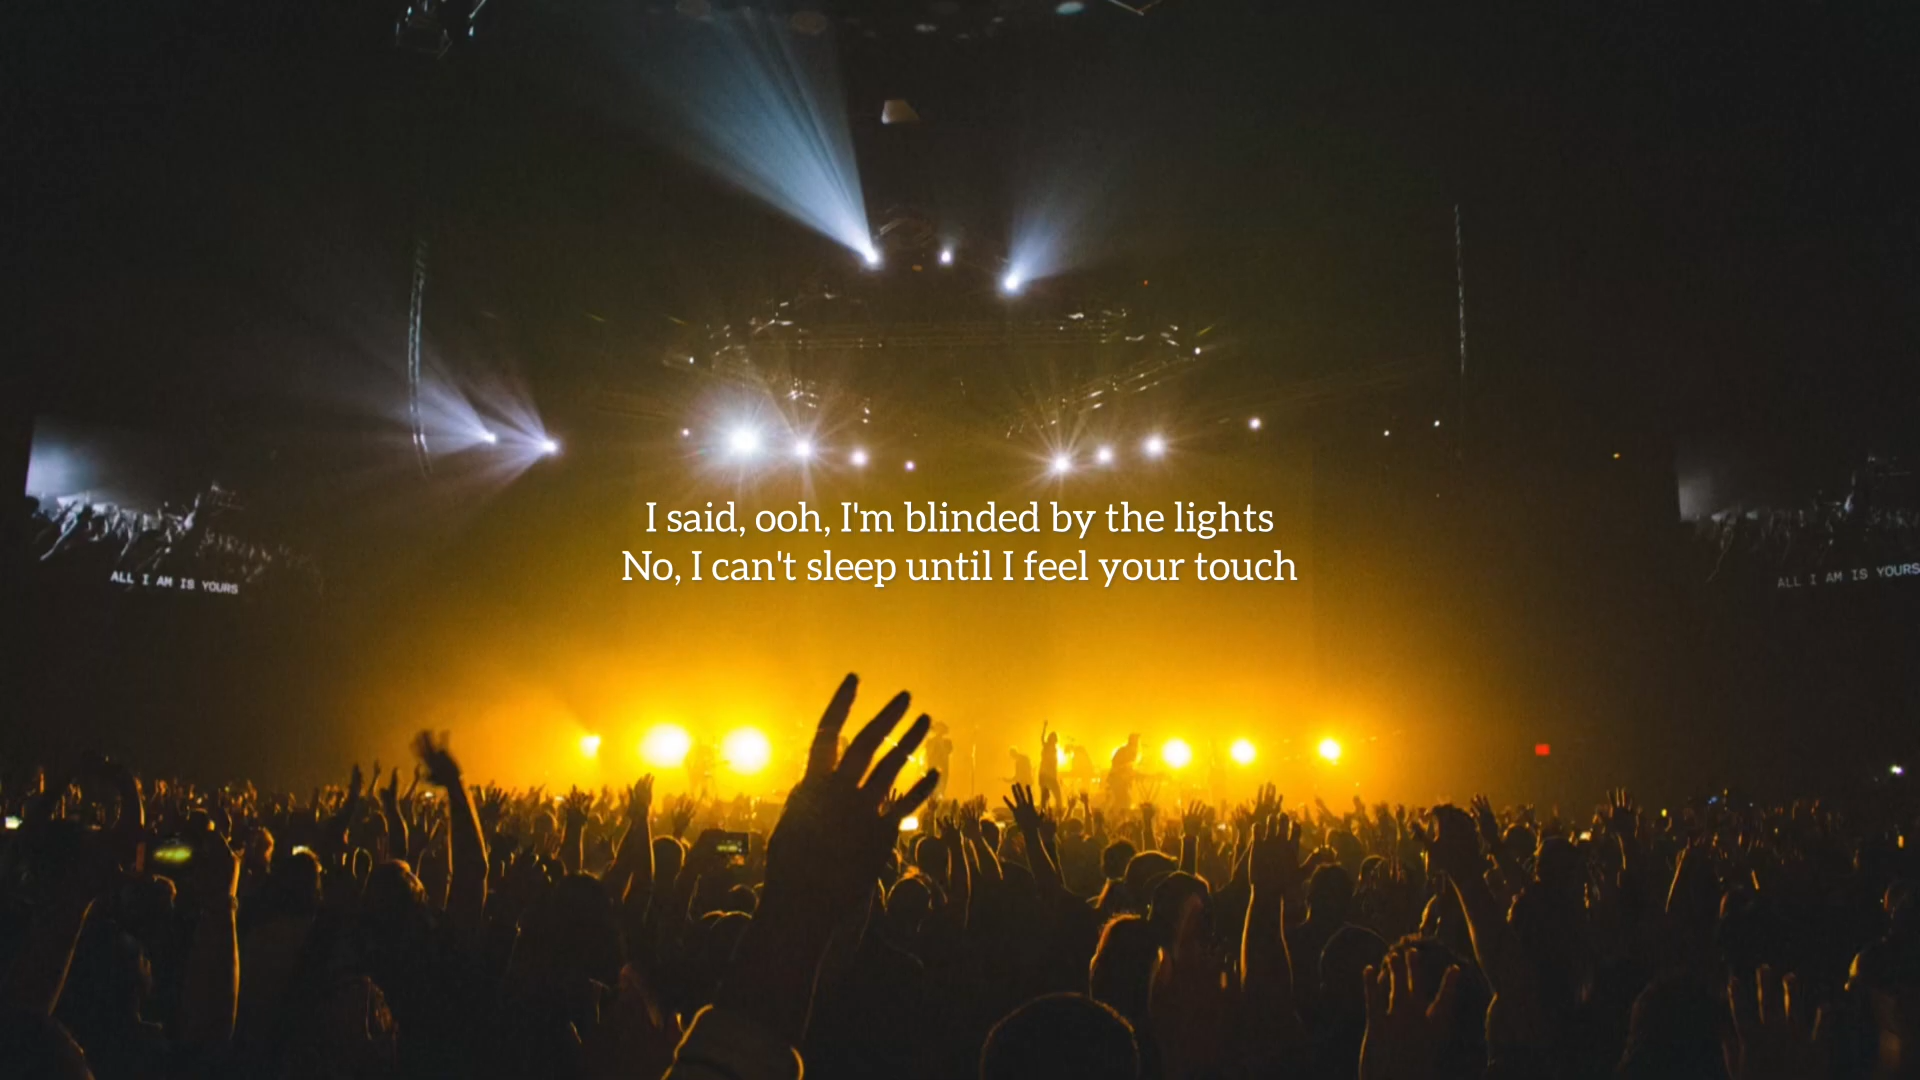 I said, ooh, I'm blinded by the lights
No, I can't sleep until I feel your touch
ALL I AM IS YOURS
ALL I AM IS YOURS